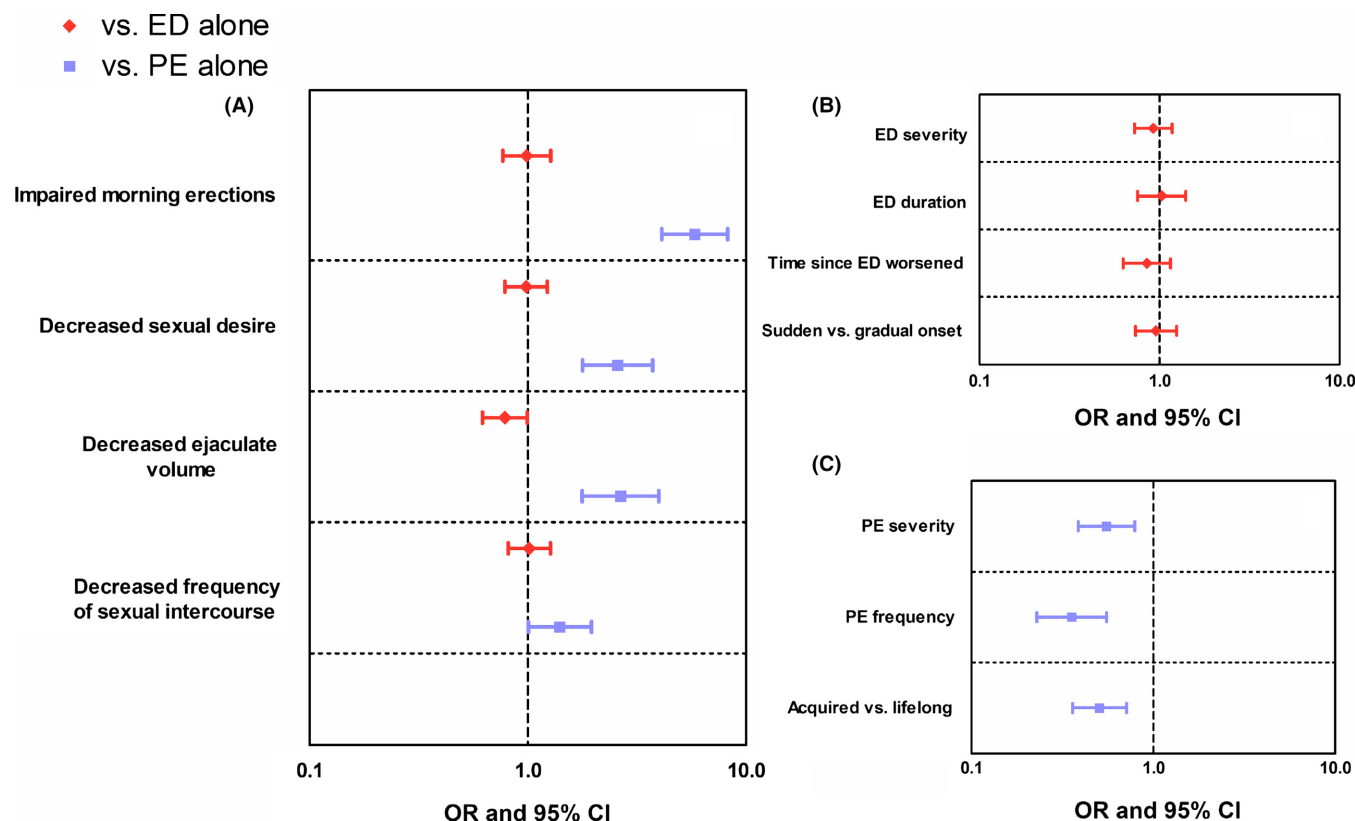 vs. ED alone
vs. PE alone
(A)
Impaired morning erections
Decreased sexual desire
Decreased ejaculate
volume
Decreased frequency
of sexual intercourse
0.1
1.0
10.0
OR and 95% CI
(B)
ED severity
ED duration
Time since ED worsened
Sudden vs. gradual onset
0.1
1.0
10.0
OR and 95% CI
(C)
PE severity
PE frequency
Acquired vs. lifelong
0.1
1.0
10.0
OR and 95% CI